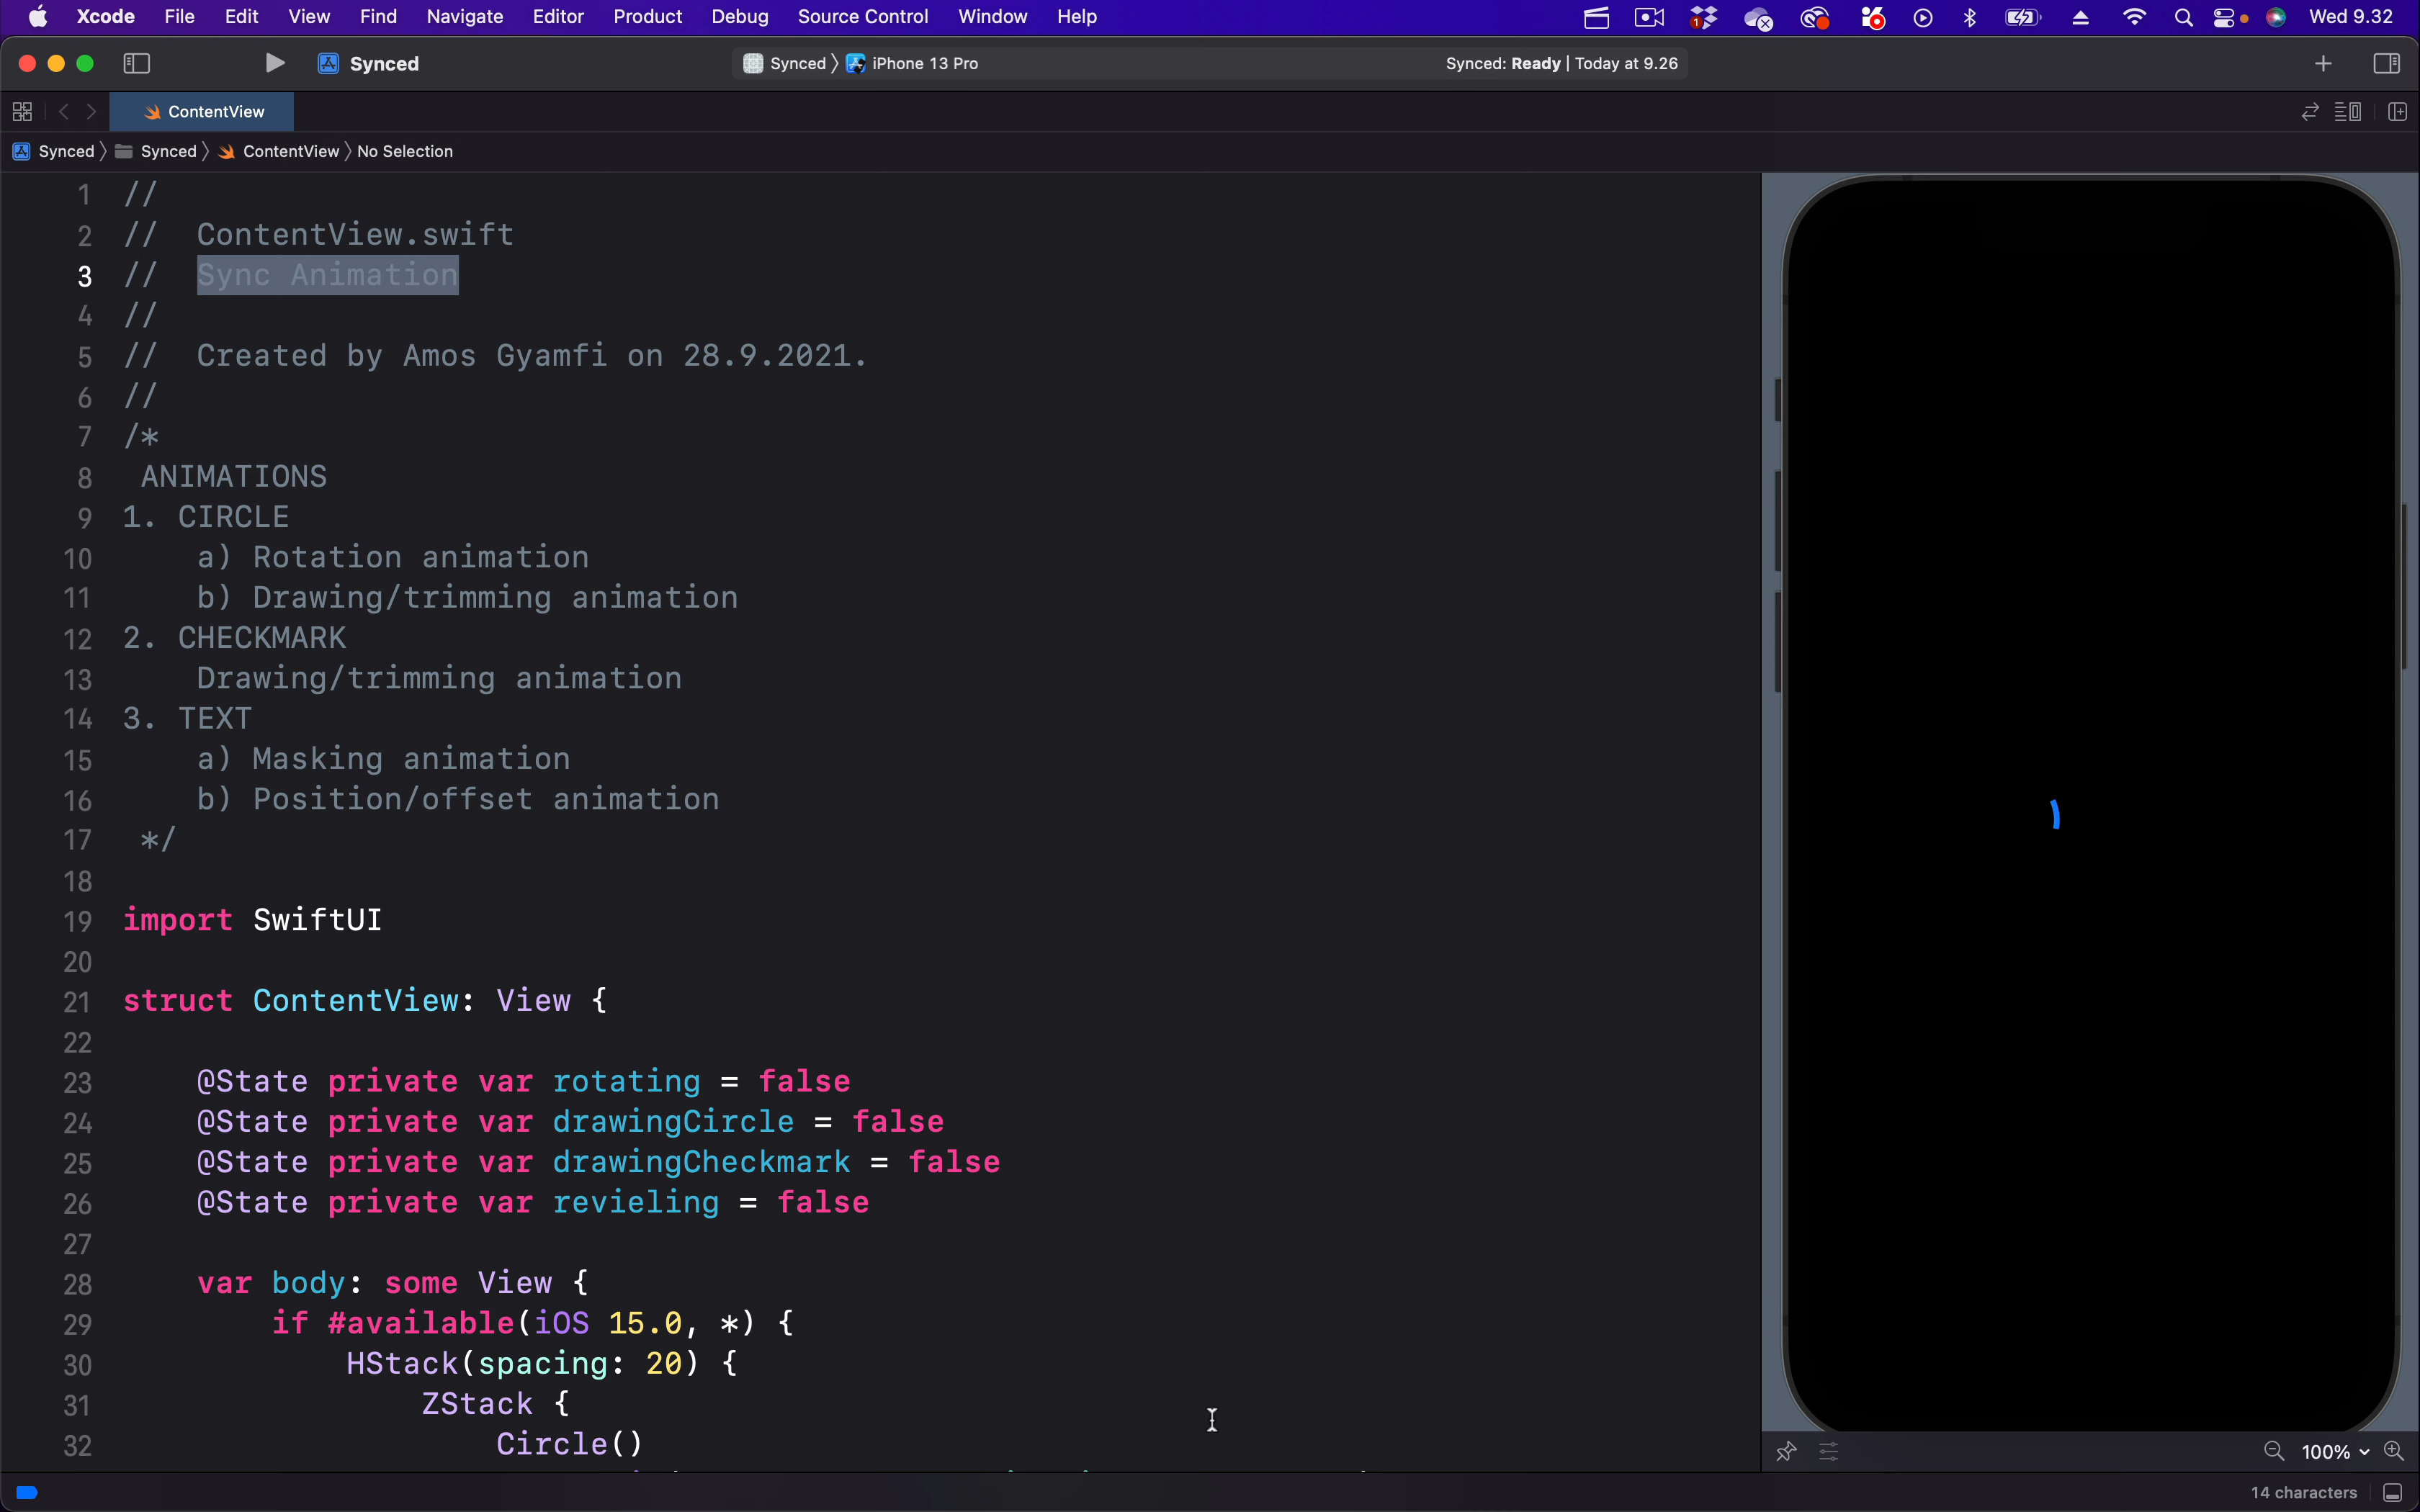 Xcode File Edit View Find Navigate Editor Product Debug Source Control Window Help 1 Wed 9.32
Synced Synced 〉 iPhone 13 Pro Synced: Ready | Today at 9.26
ContentView
Synced 〉 Synced 〉 ContentView 〉 No Selection
1 //
2 // ContentView.swift
3 // Sync Animation
4 //
5 // Created by Amos Gyamfi on 28.9.2021.
6 //
7 /*
8 ANIMATIONS
9 1. CIRCLE
10 a) Rotation animation
11 b) Drawing/trimming animation
12 2. CHECKMARK
13 Drawing/trimming animation
14 3. TEXT
15 a) Masking animation
16 b) Position/offset animation
17 */
18
19 import SwiftUI
20
21 struct ContentView: View {
22
23 @State private var rotating = false
24 @State private var drawingCircle = false
25 @State private var drawingCheckmark = false
26 @State private var revieling = false
27
28 var body: some View {
29 if #available(iOS 15.0, *) {
30 HStack(spacing: 20) {
31 ZStack {
32 Circle()
100%
14 characters